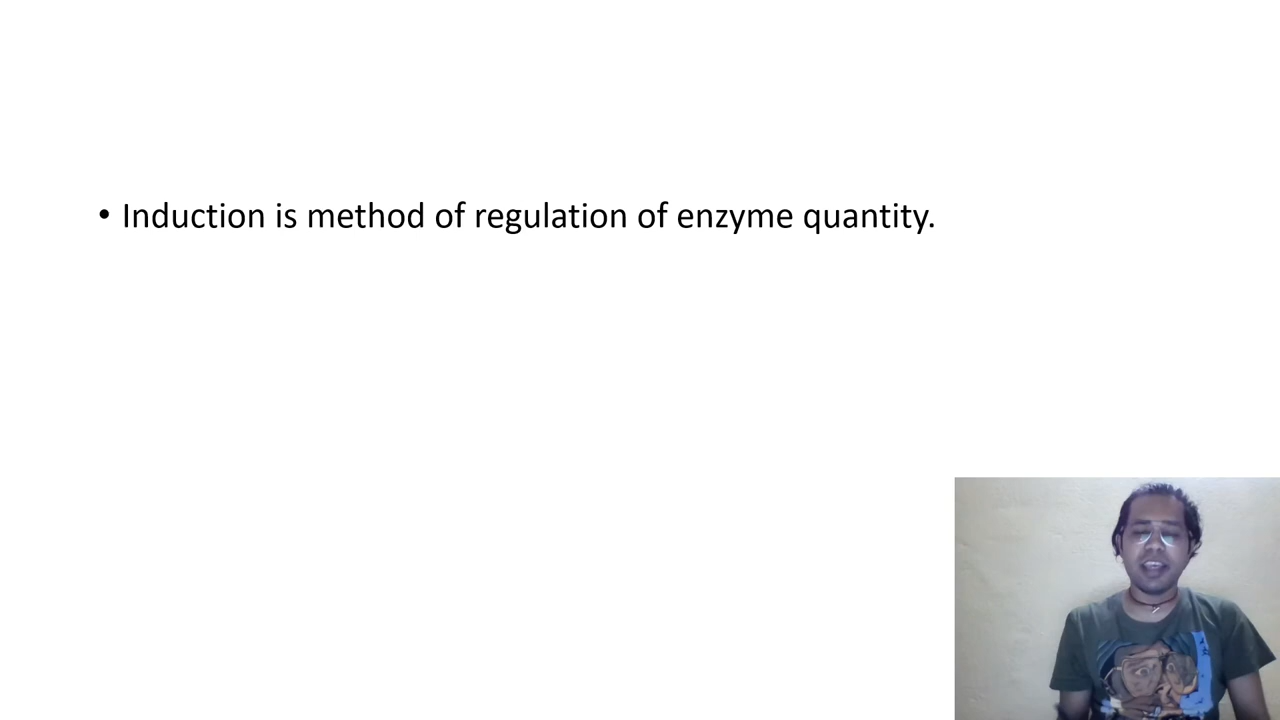 • Induction is method of regulation of enzyme quantity.